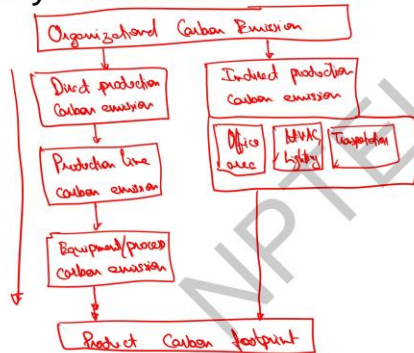 Organizational Carbon Emission
Direct production
carbon emission
Indirect production
carbon emission
Office
area
HVAC
Lighting
Trasportation
Production line
carbon emission
Equipment/process
carbon emission
Product Carbon footprint
NPTEL